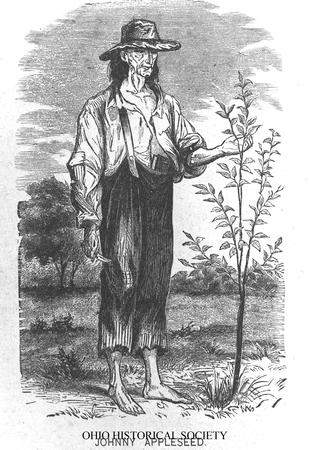 OHIO HISTORICAL SOCIETY
JOHNNY APPLESEED.